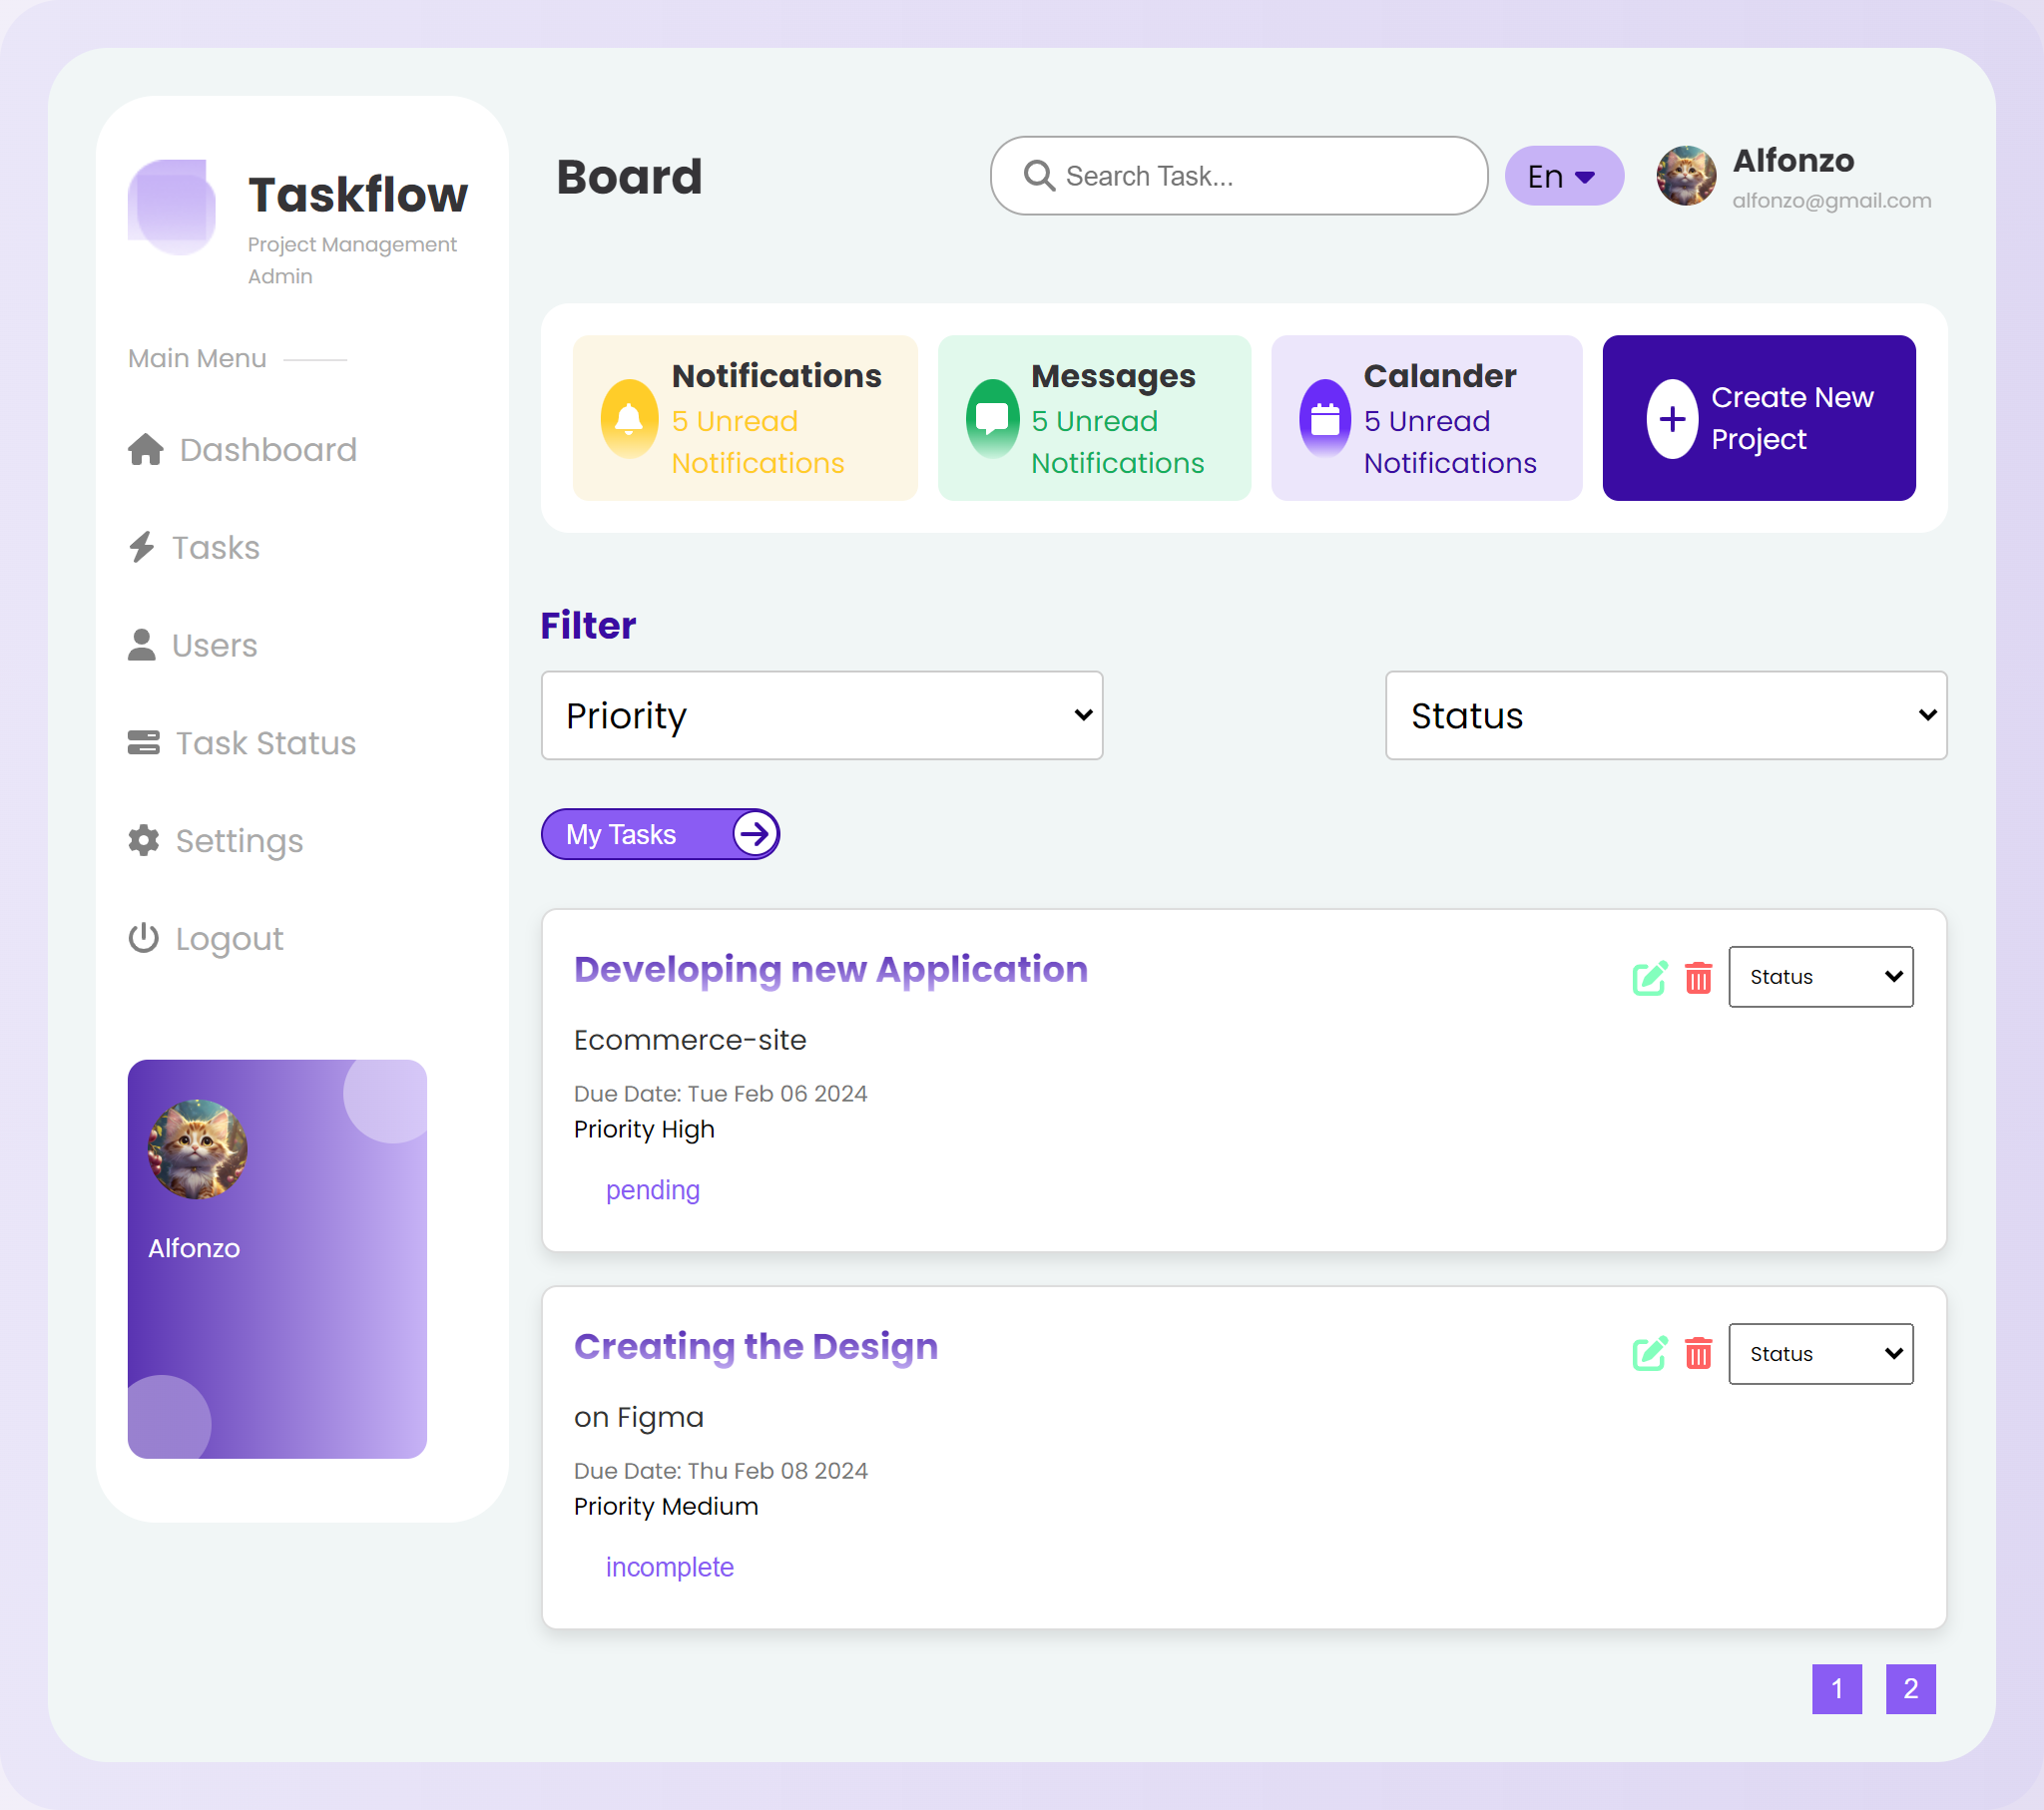 Taskflow
Project Management
Admin
Main Menu
Dashboard
Tasks
Users
Task Status
Settings
Logout
Alfonzo
Board
Search Task...
En
Alfonzo
alfonzo@gmail.com
Notifications
5 Unread
Notifications
Messages
5 Unread
Notifications
Calander
5 Unread
Notifications
Create New
Project
Filter
Priority
Status
My Tasks
Developing new Application
Status
Ecommerce-site
Due Date: Tue Feb 06 2024
Priority High
pending
Creating the Design
Status
on Figma
Due Date: Thu Feb 08 2024
Priority Medium
incomplete
1 2